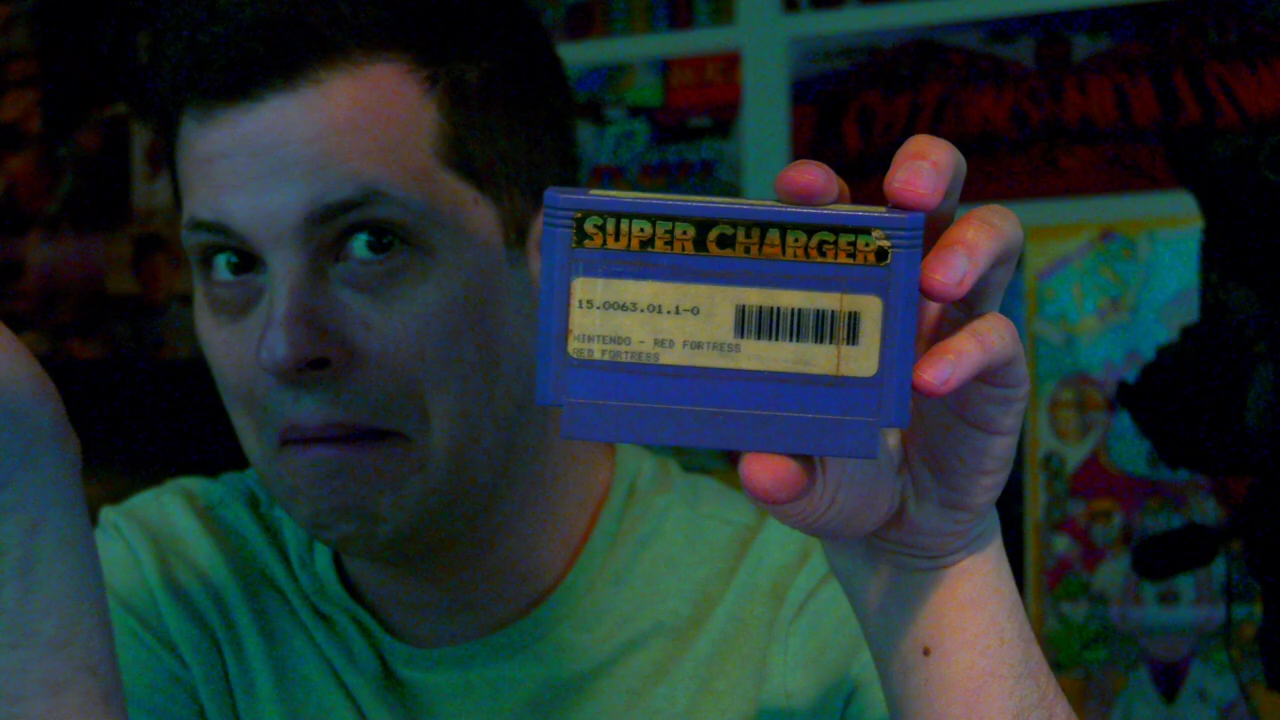 SUPER CHARGER
15.0063.01.1-0
NINTENDO - RED FORTRESS
RED FORTRESS